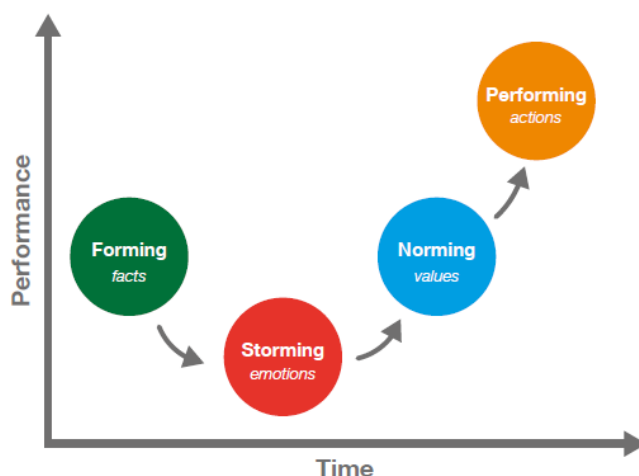 Performance
Forming
facts
Storming
emotions
Norming
values
Performing
actions
Time